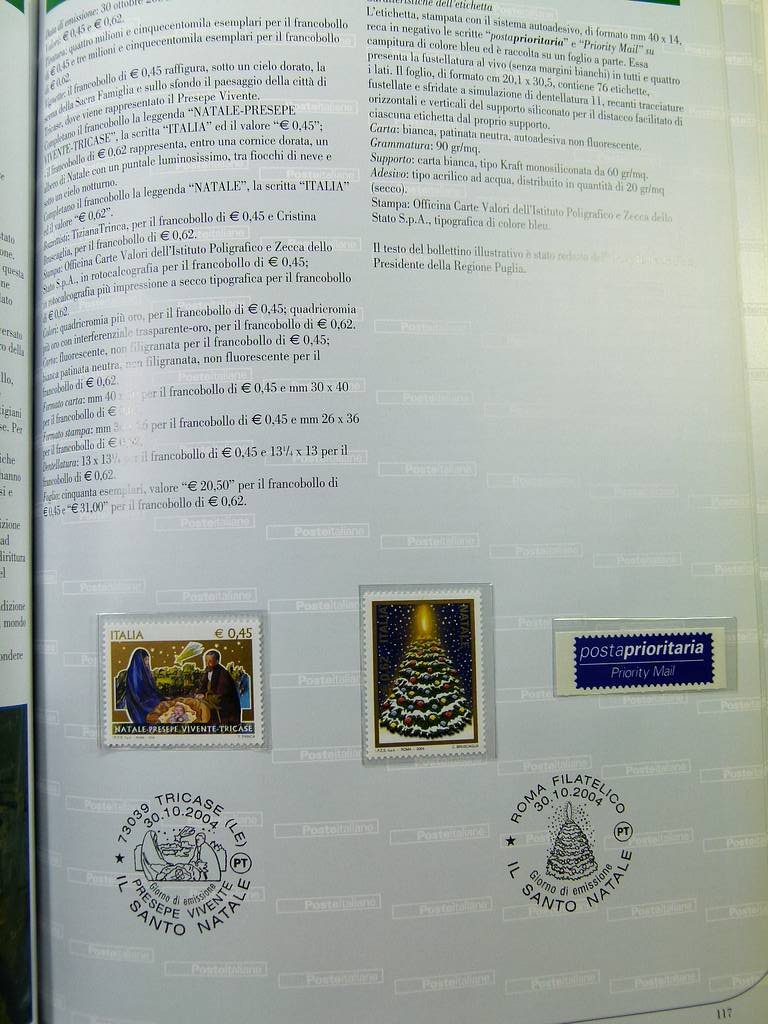 Data di emissione: 30 ottobre
Valori: € 0,45 e € 0,62.
Tiratura: quattro milioni e cinquecentomila esemplari per il francobollo
di € 0,45 e tre milioni e cinquecentomila esemplari per il francobollo
di € 0,62.
Vignette: il francobollo di € 0,45 raffigura, sotto un cielo dorato, la
scena della Sacra Famiglia e sullo sfondo il paesaggio della città di
Tricase, dove viene rappresentato il Presepe Vivente.
Completano il francobollo la leggenda “NATALE-PRESEPE
VIVENTE-TRICASE”, la scritta “ITALIA” ed il valore “€ 0,45”;
il francobollo di € 0,62 rappresenta, entro una cornice dorata, un
albero di Natale con un puntale luminosissimo, tra fiocchi di neve e
sotto un cielo notturno.
Completano il francobollo la leggenda “NATALE”, la scritta “ITALIA”
ed il valore “€ 0,62”.
Bozzettisti: TizianaTrinca, per il francobollo di € 0,45 e Cristina
Bruscaglia, per il francobollo di € 0,62.
Stampa: Officina Carte Valori dell'Istituto Poligrafico e Zecca dello
Stato S.p.A., in rotocalcografia per il francobollo di € 0,45;
in rotocalcografia più impressione a secco tipografica per il francobollo
di € 0,62.
Colori: quadricromia più oro, per il francobollo di € 0,45; quadricromia
più oro con interferenziale trasparente-oro, per il francobollo di € 0,62.
Carta: fluorescente, non filigranata per il francobollo di € 0,45;
bianca patinata neutra, non filigranata, non fluorescente per il
francobollo di € 0,62.
Formato carta: mm 40 per il francobollo di € 0,45 e mm 30 x 40
per il francobollo di €
Formato stampa: mm per il francobollo di € 0,45 e mm 26 x 36
per il francobollo di €
Dentellatura: 13 x 13¼ per il francobollo di € 0,45 e 13¼ x 13 per il
francobollo di € 0,62.
Foglio: cinquanta esemplari, valore “€ 20,50” per il francobollo di
€ 0,45 e “€ 31,00” per il francobollo di € 0,62.
Caratteristiche dell'etichetta
L'etichetta, stampata con il sistema autoadesivo, di formato mm 40 x 14,
reca in negativo le scritte “postaprioritaria” e “Priority Mail” su
campitura di colore bleu ed è raccolta su un foglio a parte. Essa
presenta la fustellatura al vivo (senza margini bianchi) in tutti e quattro
i lati. Il foglio, di formato cm 20,1 x 30,5, contiene 76 etichette,
fustellate e sfridate a simulazione di dentellatura 11, recanti tracciature
orizzontali e verticali del supporto siliconato per il distacco facilitato di
ciascuna etichetta dal proprio supporto.
Carta: bianca, patinata neutra, autoadesiva non fluorescente.
Grammatura: 90 gr/mq.
Supporto: carta bianca, tipo Kraft monosiliconata da 60 gr/mq.
Adesivo: tipo acrilico ad acqua, distribuito in quantità di 20 gr/mq
(secco).
Stampa: Officina Carte Valori dell'Istituto Poligrafico e Zecca dello
Stato S.p.A., tipografica di colore bleu.
Il testo del bollettino illustrativo è stato redatto
Presidente della Regione Puglia.
ITALIA € 0,45
NATALE-PRESEPE VIVENTE-TRICASE
€ 0,62 ITALIA
NATALE
postaprioritaria
Priority Mail
73039 TRICASE (LE)
30.10.2004
PT
Giorno di emissione
PRESEPE VIVENTE
IL SANTO NATALE
ROMA FILATELICO
30.10.2004
PT
Giorno di emissione
IL SANTO NATALE
Posteitaliane
117